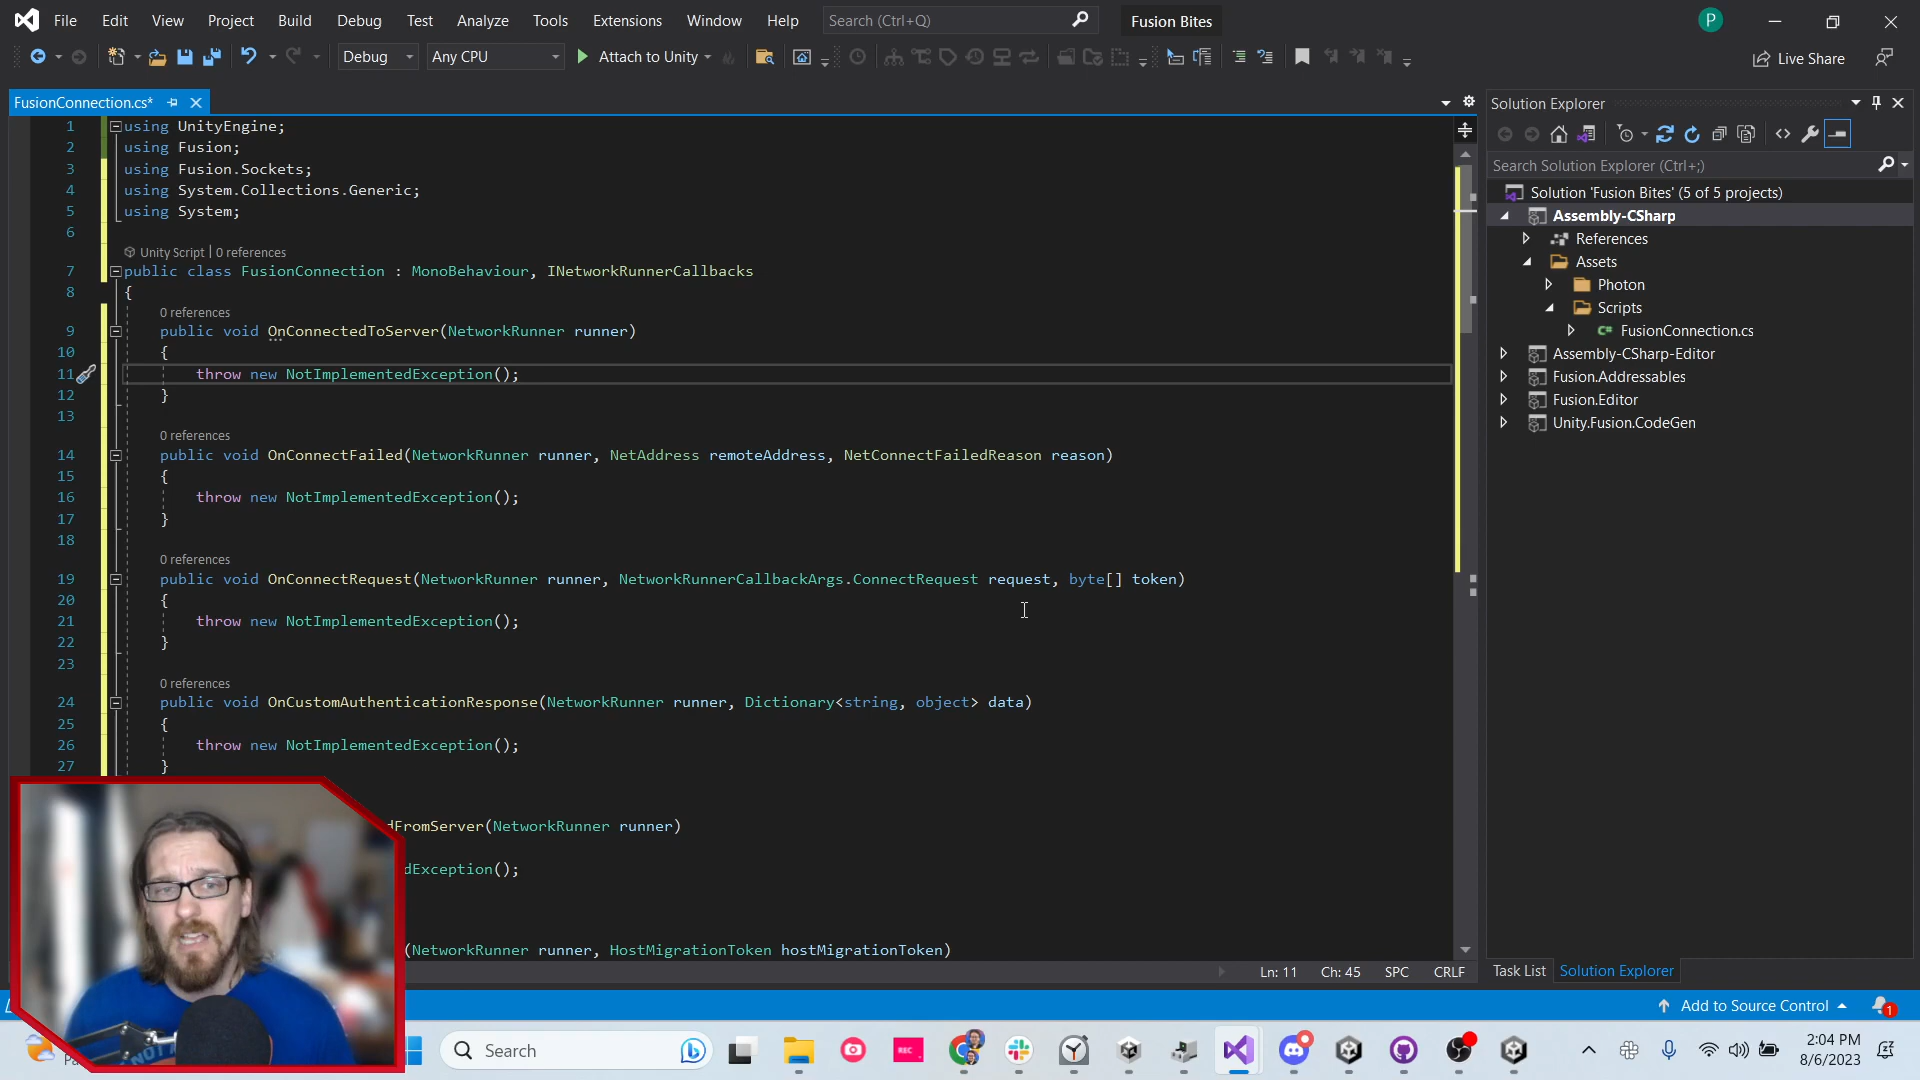 File Edit View Project Build Debug Test Analyze Tools Extensions Window Help Search (Ctrl+Q) Fusion Bites P
Debug Any CPU Attach to Unity Live Share
FusionConnection.cs*
1 using UnityEngine;
2 using Fusion;
3 using Fusion.Sockets;
4 using System.Collections.Generic;
5 using System;
6
Unity Script | 0 references
7 public class FusionConnection : MonoBehaviour, INetworkRunnerCallbacks
8 {
0 references
9 public void OnConnectedToServer(NetworkRunner runner)
10 {
11 throw new NotImplementedException();
12 }
13
0 references
14 public void OnConnectFailed(NetworkRunner runner, NetAddress remoteAddress, NetConnectFailedReason reason)
15 {
16 throw new NotImplementedException();
17 }
18
0 references
19 public void OnConnectRequest(NetworkRunner runner, NetworkRunnerCallbackArgs.ConnectRequest request, byte[] token)
20 {
21 throw new NotImplementedException();
22 }
23
0 references
24 public void OnCustomAuthenticationResponse(NetworkRunner runner, Dictionary<string, object> data)
25 {
26 throw new NotImplementedException();
27 }
dFromServer(NetworkRunner runner)
dException();
(NetworkRunner runner, HostMigrationToken hostMigrationToken)
Ln: 11 Ch: 45 SPC CRLF
Solution Explorer
Search Solution Explorer (Ctrl+;)
Solution 'Fusion Bites' (5 of 5 projects)
Assembly-CSharp
References
Assets
Photon
Scripts
C# FusionConnection.cs
Assembly-CSharp-Editor
Fusion.Addressables
Fusion.Editor
Unity.Fusion.CodeGen
Task List Solution Explorer
Add to Source Control 1
Search REC 2:04 PM
8/6/2023